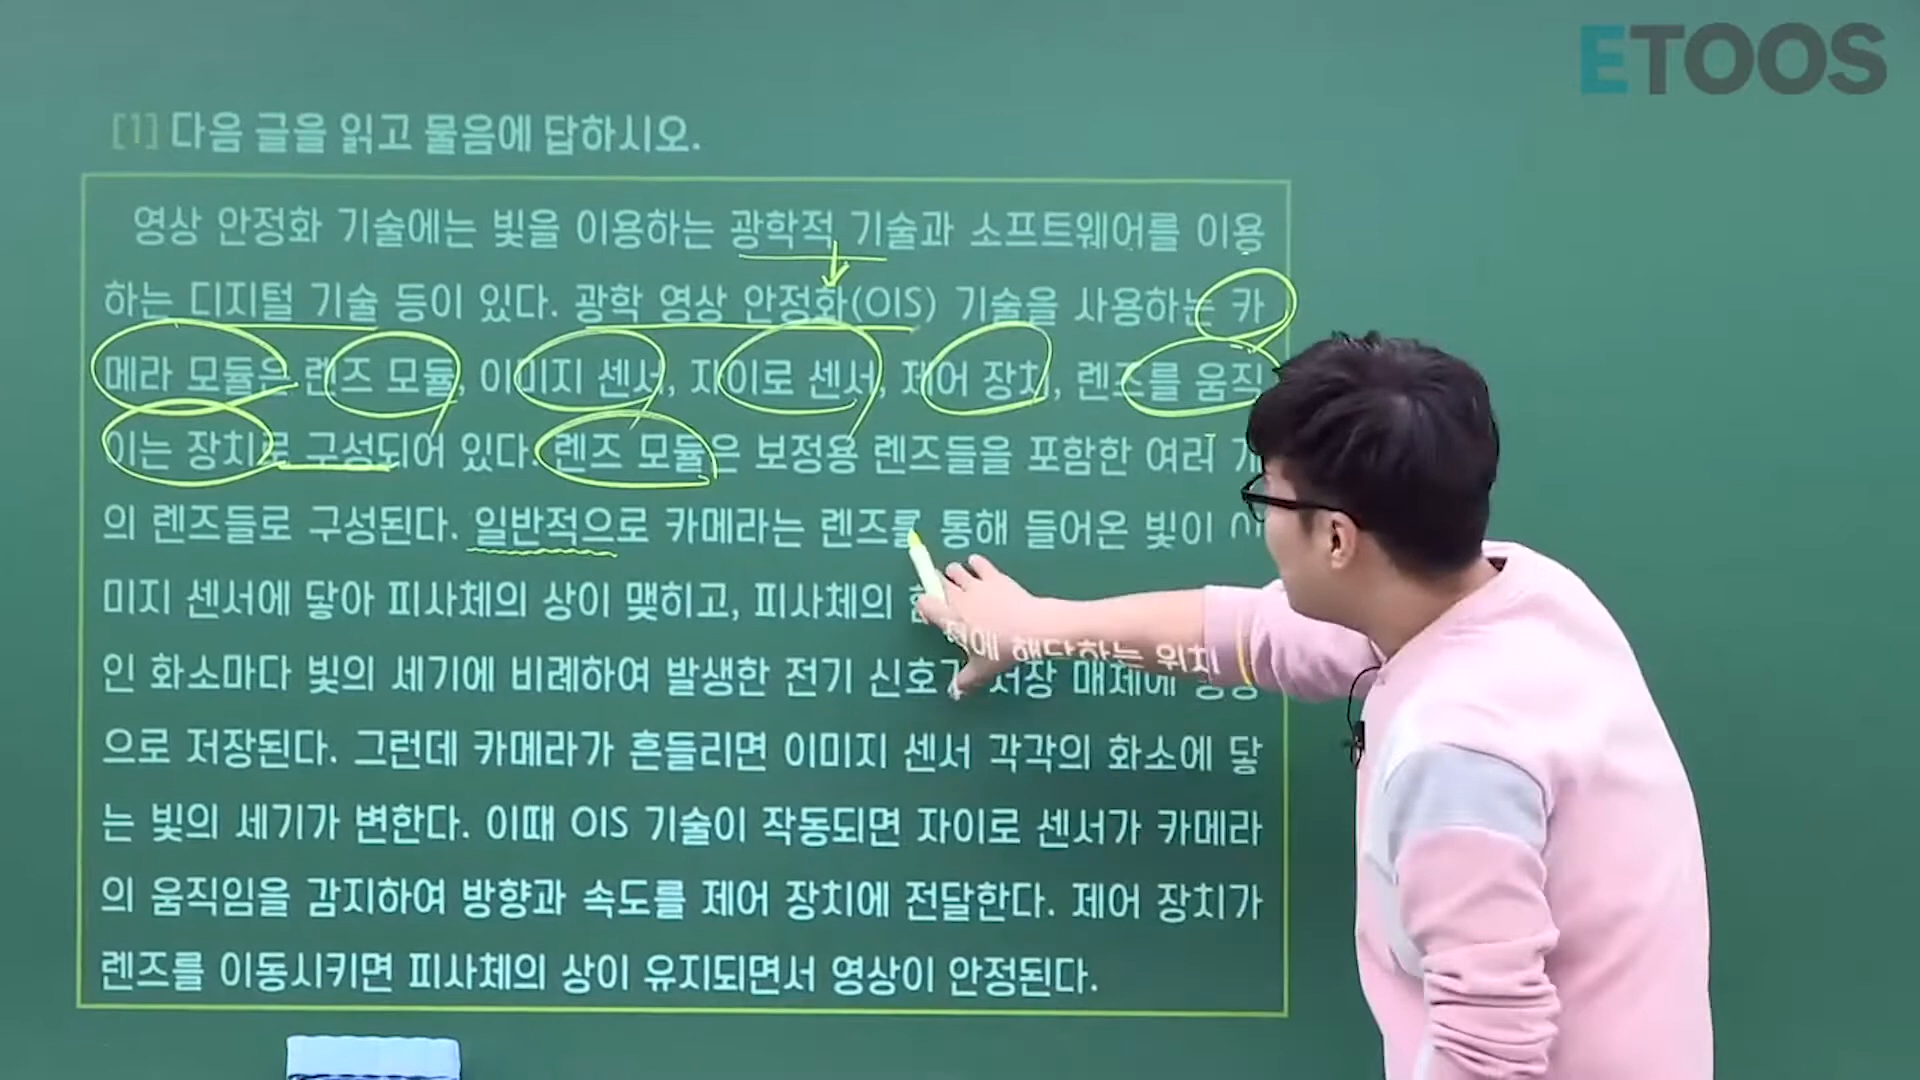 ETOOS
[1] 다음 글을 읽고 물음에 답하시오.
영상 안정화 기술에는 빛을 이용하는 광학적 기술과 소프트웨어를 이용
하는 디지털 기술 등이 있다. 광학 영상 안정화(OIS) 기술을 사용하는 카
메라 모듈은 렌즈 모듈, 이미지 센서, 자이로 센서, 제어 장치, 렌즈를 움직
이는 장치로 구성되어 있다. 렌즈 모듈은 보정용 렌즈들을 포함한 여러 개
의 렌즈들로 구성된다. 일반적으로 카메라는 렌즈를 통해 들어온 빛이
미지 센서에 닿아 피사체의 상이 맺히고, 피사체의 해당하는 위치
인 화소마다 빛의 세기에 비례하여 발생한 전기 신호가 저장 매체에 영상
으로 저장된다. 그런데 카메라가 흔들리면 이미지 센서 각각의 화소에 닿
는 빛의 세기가 변한다. 이때 OIS 기술이 작동되면 자이로 센서가 카메라
의 움직임을 감지하여 방향과 속도를 제어 장치에 전달한다. 제어 장치가
렌즈를 이동시키면 피사체의 상이 유지되면서 영상이 안정된다.